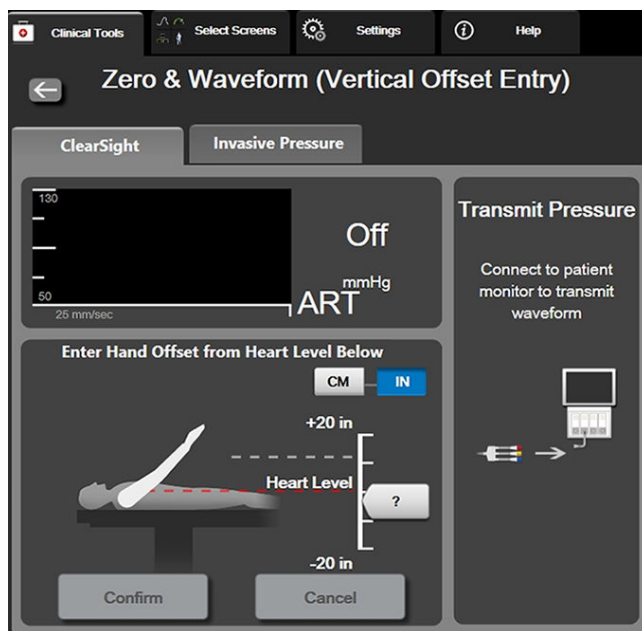 Clinical Tools
Select Screens
Settings
Help
Zero & Waveform (Vertical Offset Entry)
ClearSight
Invasive Pressure
130
50
25 mm/sec
Off
mmHg
ART
Transmit Pressure
Connect to patient
monitor to transmit
waveform
Enter Hand Offset from Heart Level Below
CM
IN
+20 in
Heart Level
?
-20 in
Confirm
Cancel